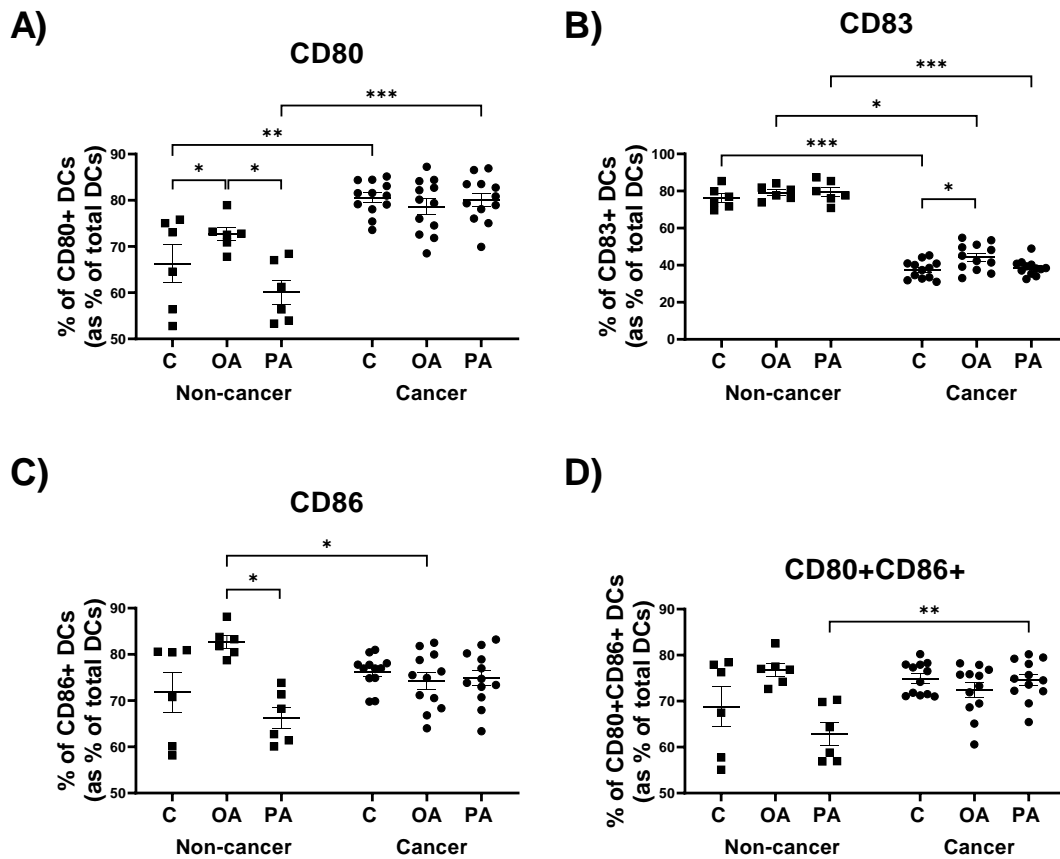 A)
CD80
***
**
*
*
% of CD80+ DCs
(as % of total DCs)
90
80
70
60
50
C OA PA C OA PA
Non-cancer Cancer
B)
CD83
***
*
***
*
% of CD83+ DCs
(as % of total DCs)
100
80
60
40
20
0
C OA PA C OA PA
Non-cancer Cancer
C)
CD86
*
*
% of CD86+ DCs
(as % of total DCs)
90
80
70
60
50
C OA PA C OA PA
Non-cancer Cancer
D)
CD80+CD86+
**
% of CD80+CD86+ DCs
(as % of total DCs)
90
80
70
60
50
C OA PA C OA PA
Non-cancer Cancer